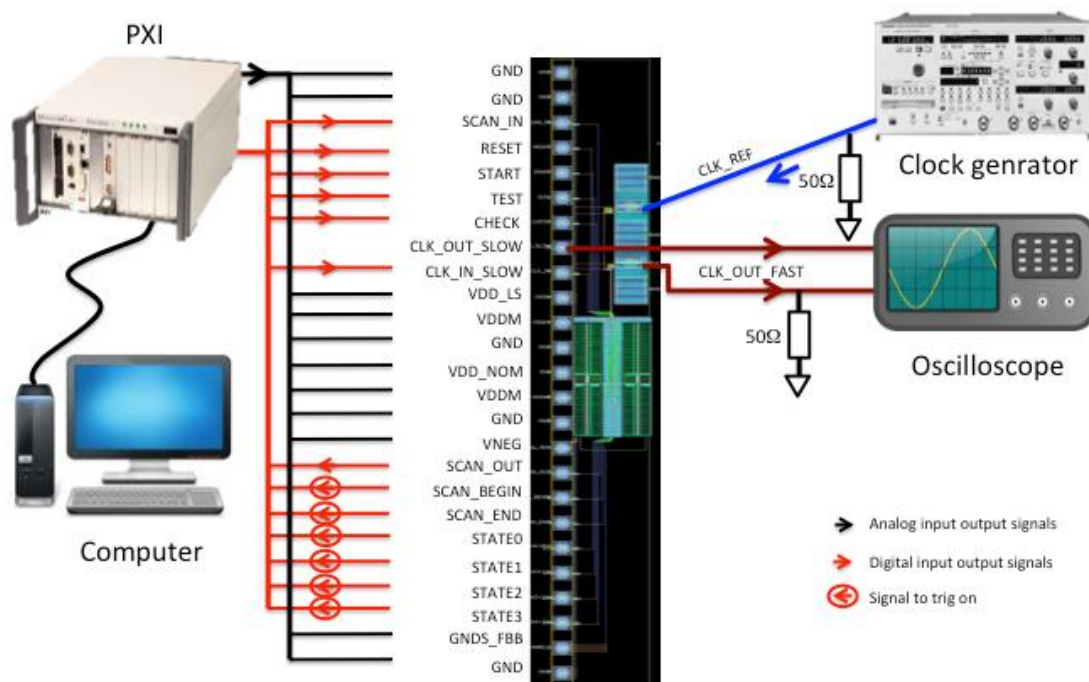 PXI
GND
GND
SCAN_IN
RESET
START
TEST
CHECK
CLK_OUT_SLOW
CLK_IN_SLOW
VDD_LS
VDDM
GND
VDD_NOM
VDDM
GND
VNEG
SCAN_OUT
SCAN_BEGIN
SCAN_END
STATE0
STATE1
STATE2
STATE3
GNDS_FBB
GND
CLK_REF
50Ω
Clock genrator
CLK_OUT_FAST
50Ω
Oscilloscope
Computer
Analog input output signals
Digital input output signals
Signal to trig on